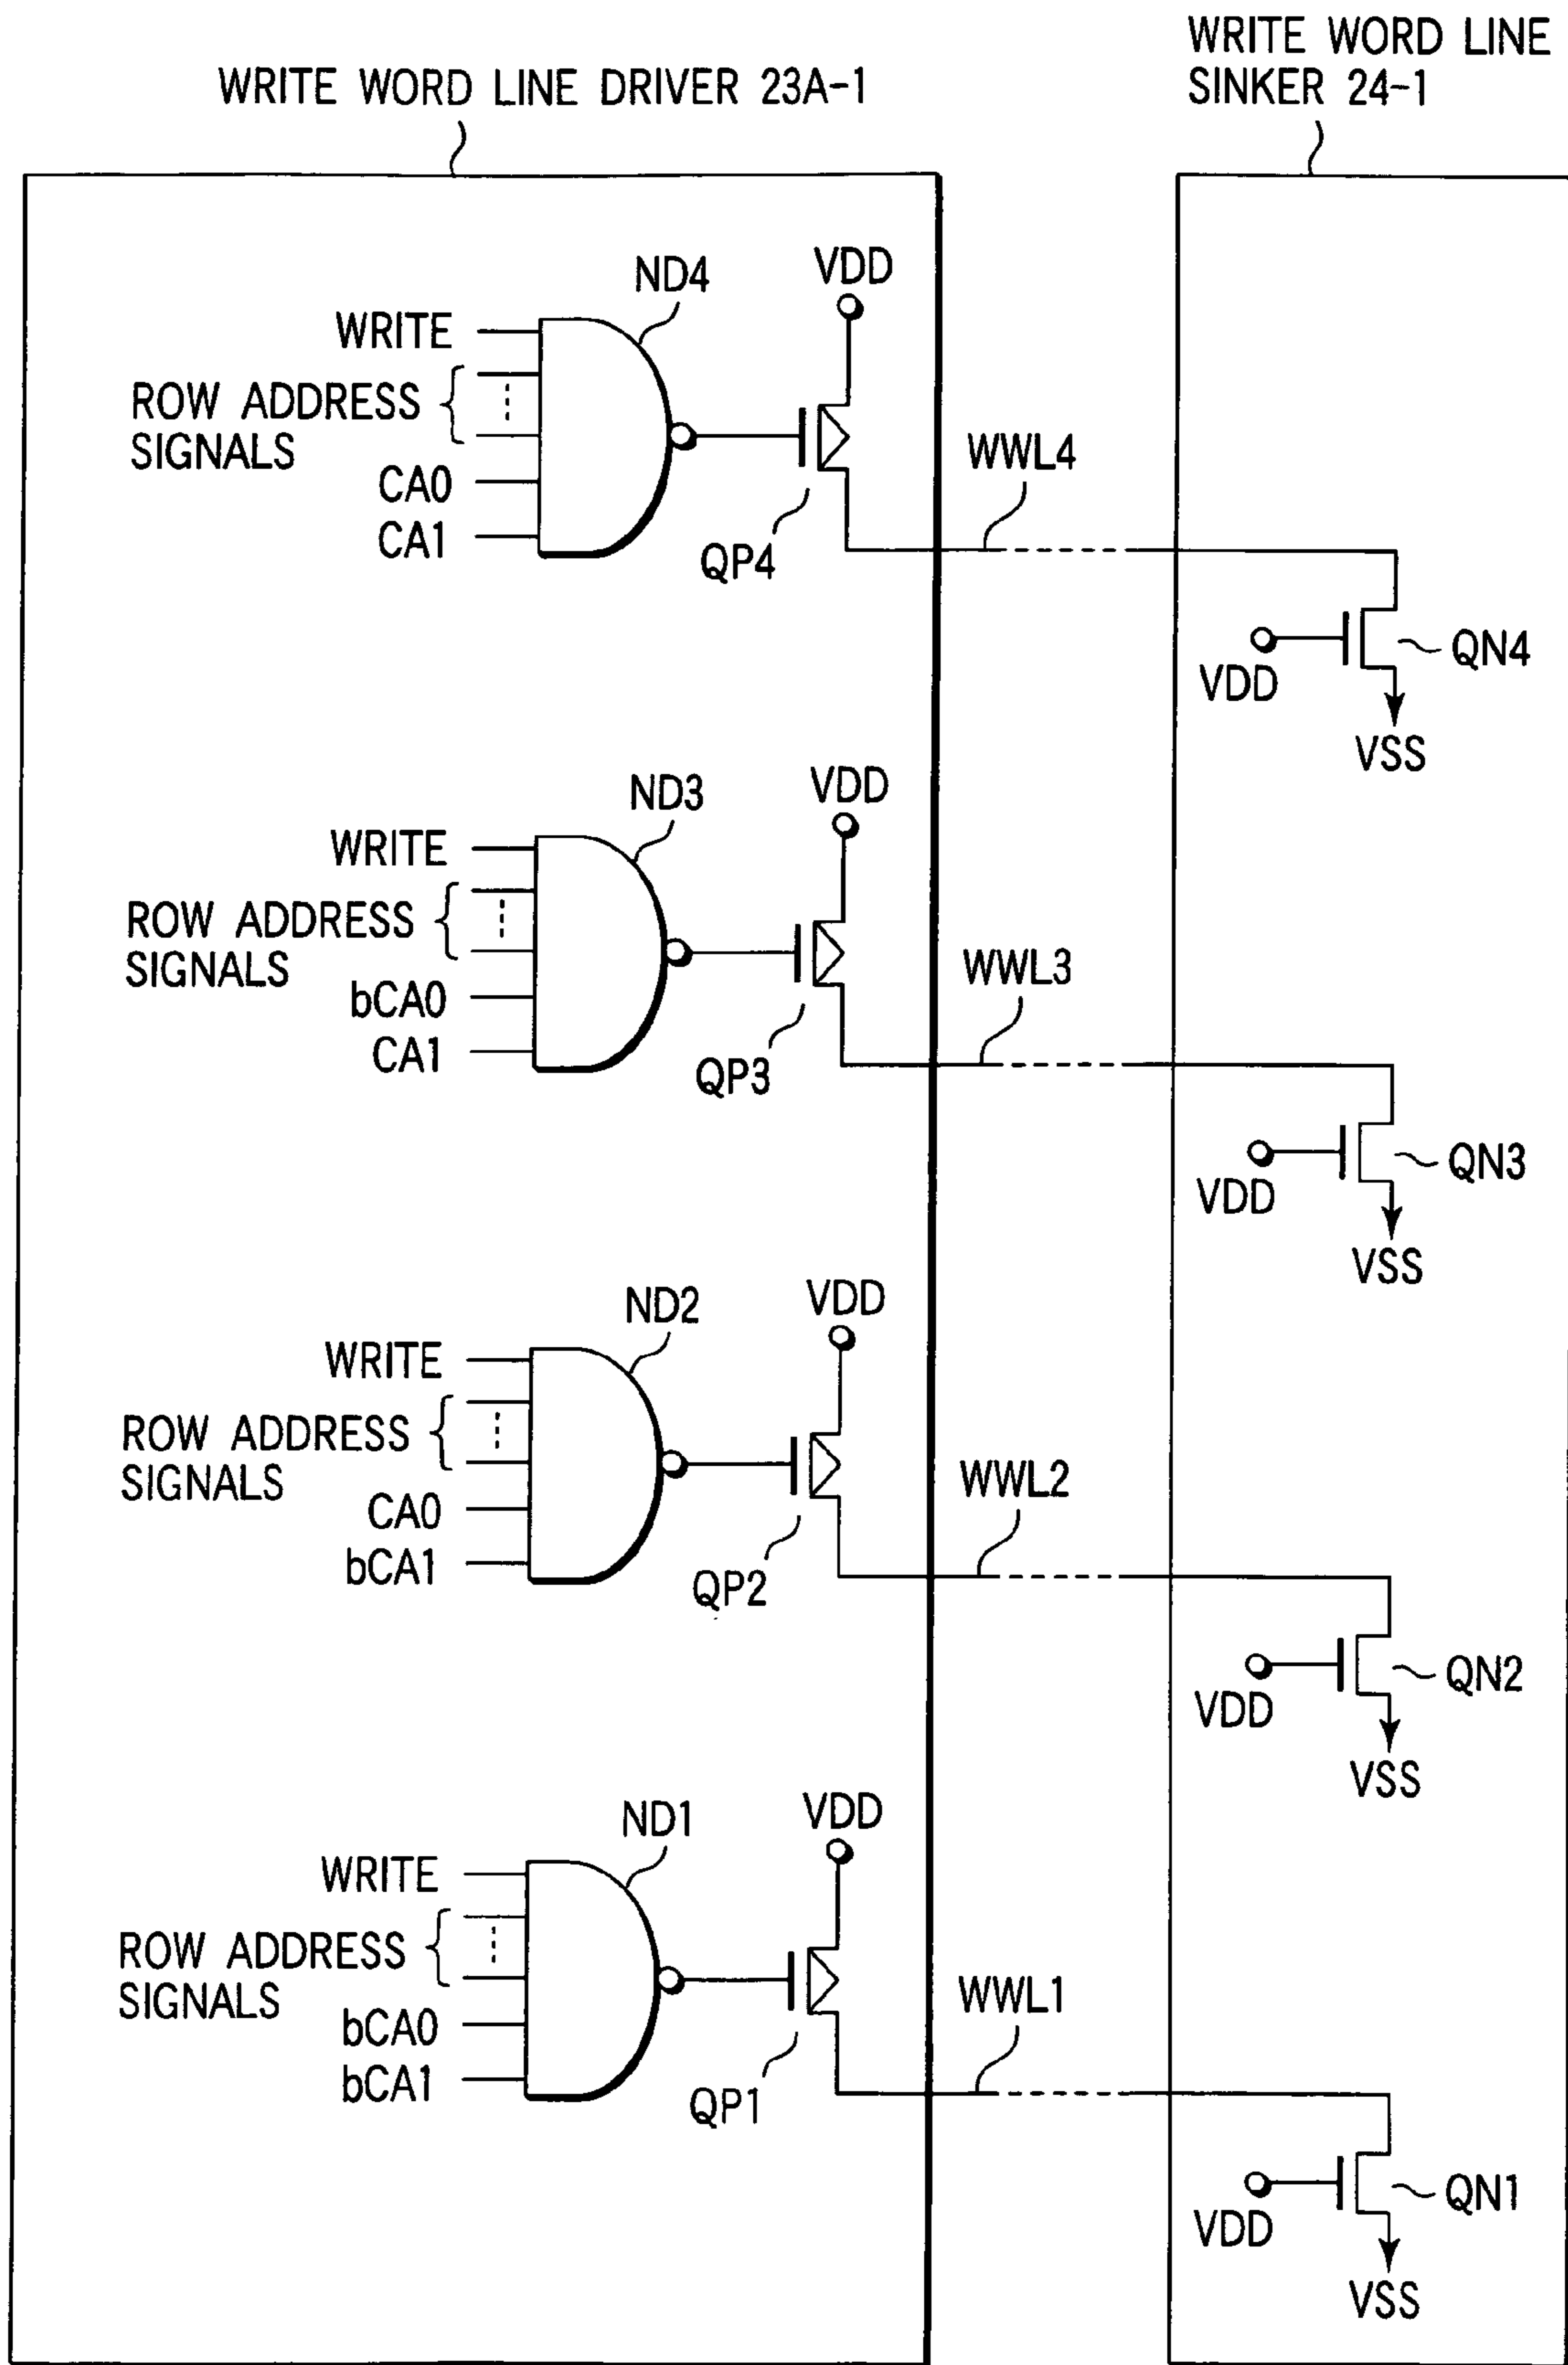 WRITE WORD LINE
SINKER 24-1
WRITE WORD LINE DRIVER 23A-1
ND4
VDD
WRITE
ROW ADDRESS
SIGNALS
CA0
CA1
QP4
WWL4
VDD
QN4
VSS
ND3
VDD
WRITE
ROW ADDRESS
SIGNALS
bCA0
CA1
QP3
WWL3
VDD
QN3
VSS
ND2
VDD
WRITE
ROW ADDRESS
SIGNALS
CA0
bCA1
QP2
WWL2
VDD
QN2
VSS
ND1
VDD
WRITE
ROW ADDRESS
SIGNALS
bCA0
bCA1
QP1
WWL1
VDD
QN1
VSS